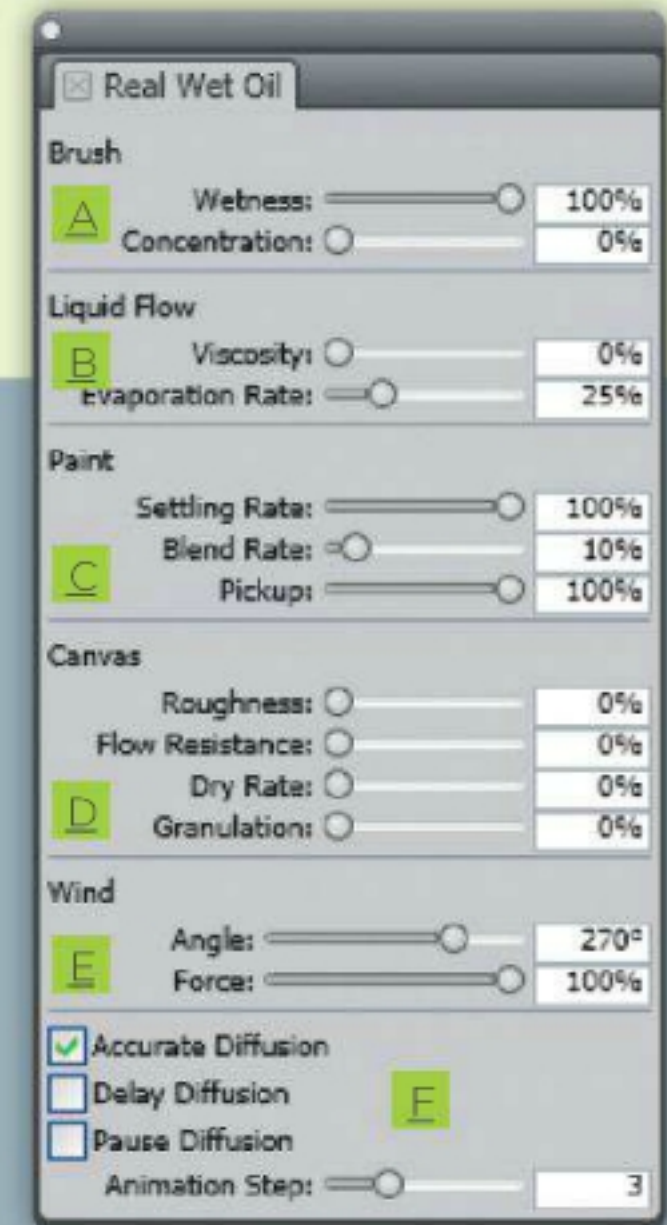 Real Wet Oil
Brush
A
Wetness: 100%
Concentration: 0%
Liquid Flow
B
Viscosity: 0%
Evaporation Rate: 25%
Paint
Settling Rate: 100%
Blend Rate: 10%
C
Pickup: 100%
Canvas
Roughness: 0%
Flow Resistance: 0%
Dry Rate: 0%
D
Granulation: 0%
Wind
Angle: 270°
E
Force: 100%
Accurate Diffusion
Delay Diffusion
F
Pause Diffusion
Animation Step: 3